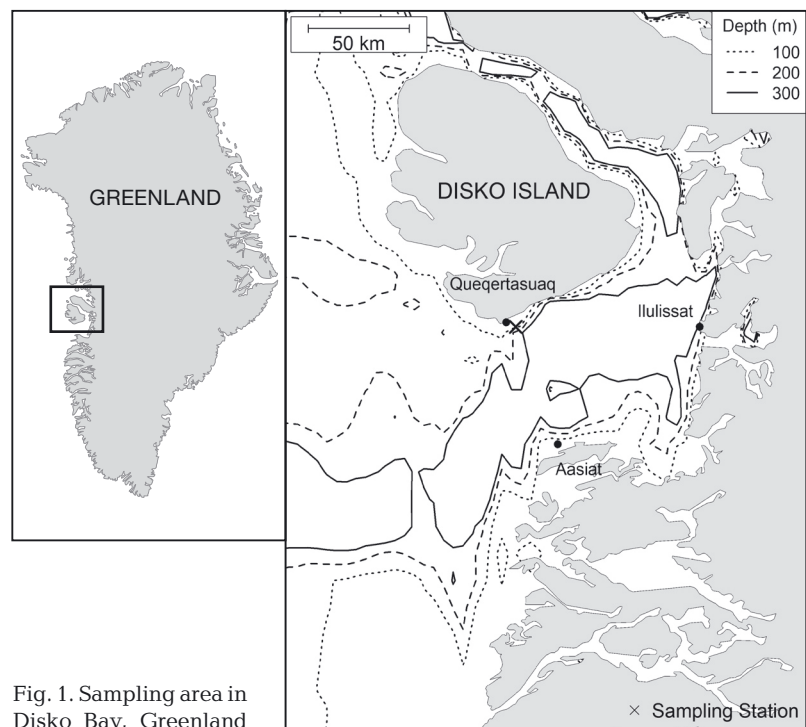 GREENLAND
50 km
Depth (m)
100
200
300
DISKO ISLAND
Queqertasuaq
Ilulissat
Aasiat
× Sampling Station
Fig. 1. Sampling area in
Disko Bay, Greenland